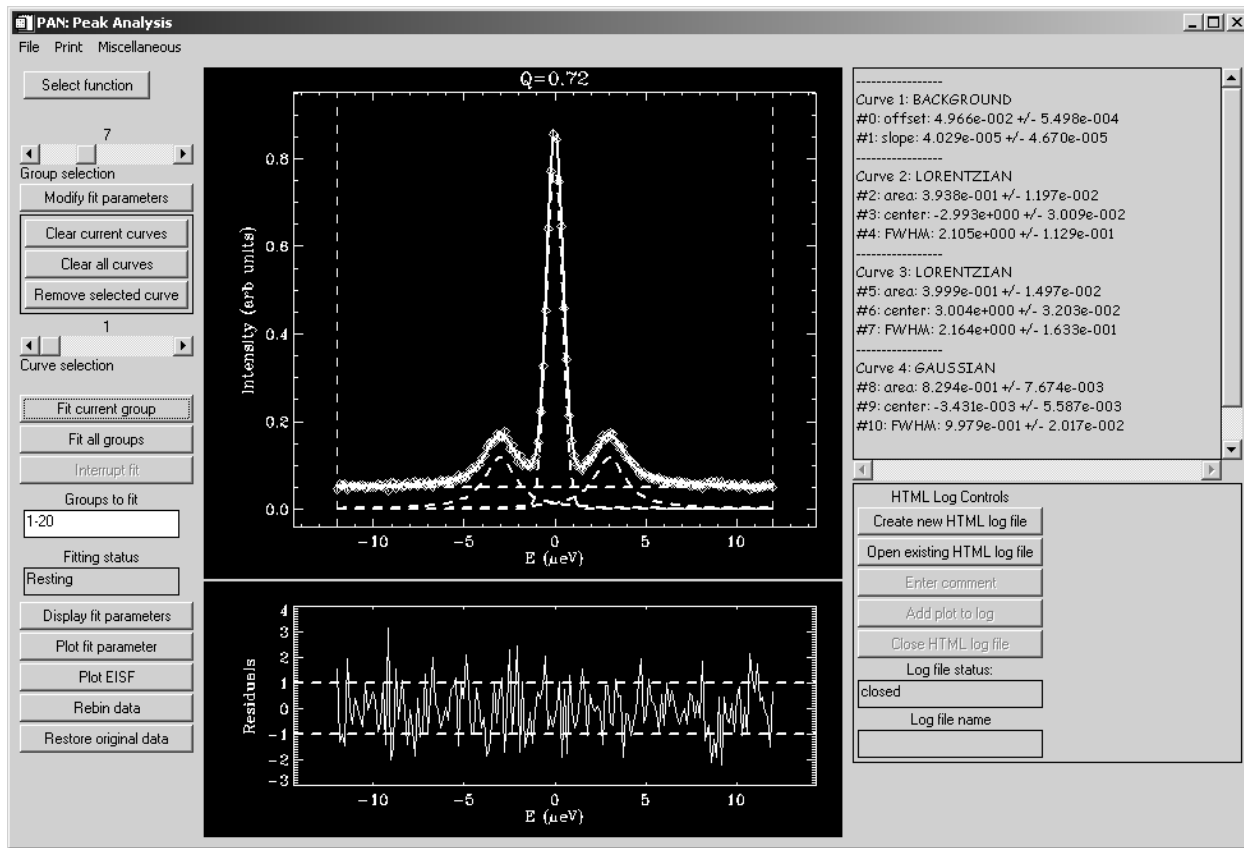 PAN: Peak Analysis
File Print Miscellaneous
Select function
7
Group selection
Modify fit parameters
Clear current curves
Clear all curves
Remove selected curve
1
Curve selection
Fit current group
Fit all groups
Interrupt fit
Groups to fit
1-20
Fitting status
Resting
Display fit parameters
Plot fit parameter
Plot EISF
Rebin data
Restore original data
Q=0.72
Intensity (arb units)
0.8
0.6
0.4
0.2
0.0
-10 -5 0 5 10
E (μeV)
Residuals
4
3
2
1
0
-1
-2
-3
-10 -5 0 5 10
E (μeV)
-----------------
Curve 1: BACKGROUND
#0: offset: 4.966e-002 +/- 5.498e-004
#1: slope: 4.029e-005 +/- 4.670e-005
-----------------
Curve 2: LORENTZIAN
#2: area: 3.938e-001 +/- 1.197e-002
#3: center: -2.993e+000 +/- 3.009e-002
#4: FWHM: 2.105e+000 +/- 1.129e-001
-----------------
Curve 3: LORENTZIAN
#5: area: 3.999e-001 +/- 1.497e-002
#6: center: 3.004e+000 +/- 3.203e-002
#7: FWHM: 2.164e+000 +/- 1.633e-001
-----------------
Curve 4: GAUSSIAN
#8: area: 8.294e-001 +/- 7.674e-003
#9: center: -3.431e-003 +/- 5.587e-003
#10: FWHM: 9.979e-001 +/- 2.017e-002
HTML Log Controls
Create new HTML log file
Open existing HTML log file
Enter comment
Add plot to log
Close HTML log file
Log file status:
closed
Log file name